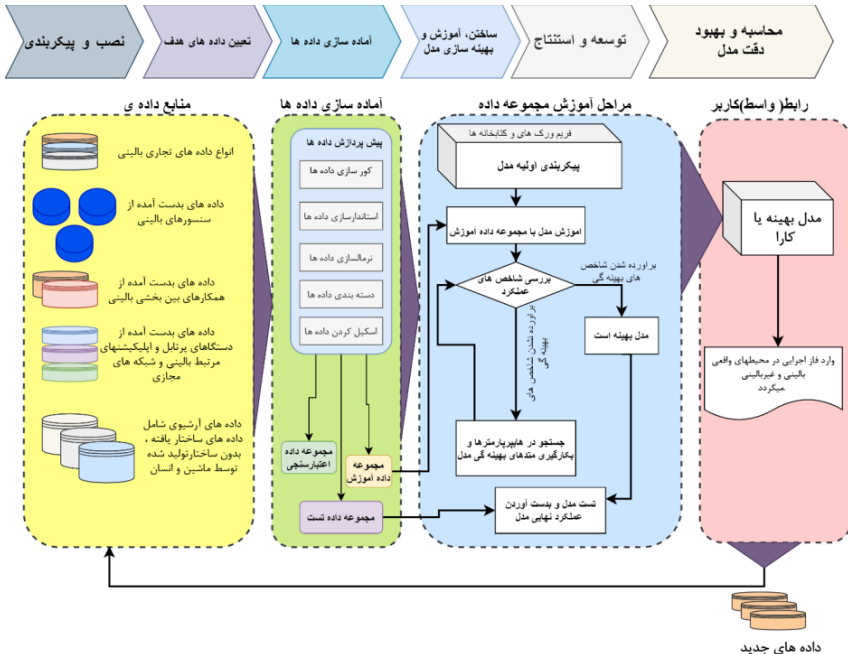 نصب و پیکربندی
تعیین داده های هدف
آماده سازی داده ها
ساختن، آموزش و
بهینه سازی مدل
توسعه و استنتاج
محاسبه و بهبود
دقت مدل
منابع داده ی
انواع داده های تجاری بالینی
داده های بدست آمده از
سنسورهای بالینی
داده های بدست آمده از
همکارهای بین بخشی بالینی
داده های بدست آمده از
دستگاهای پرتابل و اپلیکیشنهای
مرتبط بالینی و شبکه های
مجازی
داده های آرشیوی شامل
داده های ساختار یافته ،
بدون ساختارتولید شده
توسط ماشین و انسان
آماده سازی داده ها
پیش پردازش داده ها
کور سازی داده ها
استاندارسازی داده ها
نرمالسازی داده ها
دسته بندی داده ها
اسکیل کردن داده ها
مجموعه داده
اعتبارسنجی
مجموعه
داده آموزش
مجموعه داده تست
مراحل آموزش مجموعه داده
فریم ورک های و کتابخانه ها
پیکربندی اولیه مدل
اموزش مدل با مجموعه داده آموزش
بررسی شاخص های
عملکرد
براورده شدن شاخص
های بهینه گی
براورده نشدن شاخص های
بهینه گی
مدل بهینه است
جستجو در هایپرپارمترها و
بکارگیری متدهای بهینه گی مدل
تست مدل و بدست آوردن
عملکرد نهایی مدل
رابط( واسط)کاربر
مدل بهینه یا
کارا
وارد فاز اجرایی در محیطهای واقعی
بالینی و غیربالینی
میگردد.
داده های جدید